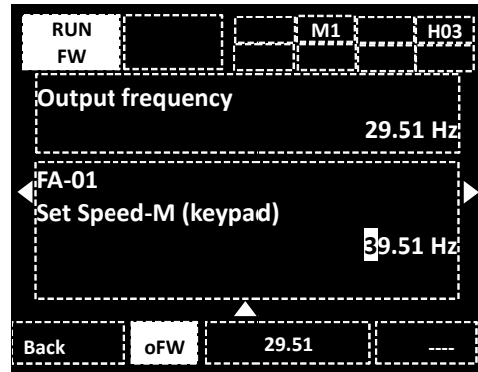 RUN M1 H03
FW
Output frequency
29.51 Hz
FA-01
Set Speed-M (keypad)
39.51 Hz
Back oFW 29.51 ----